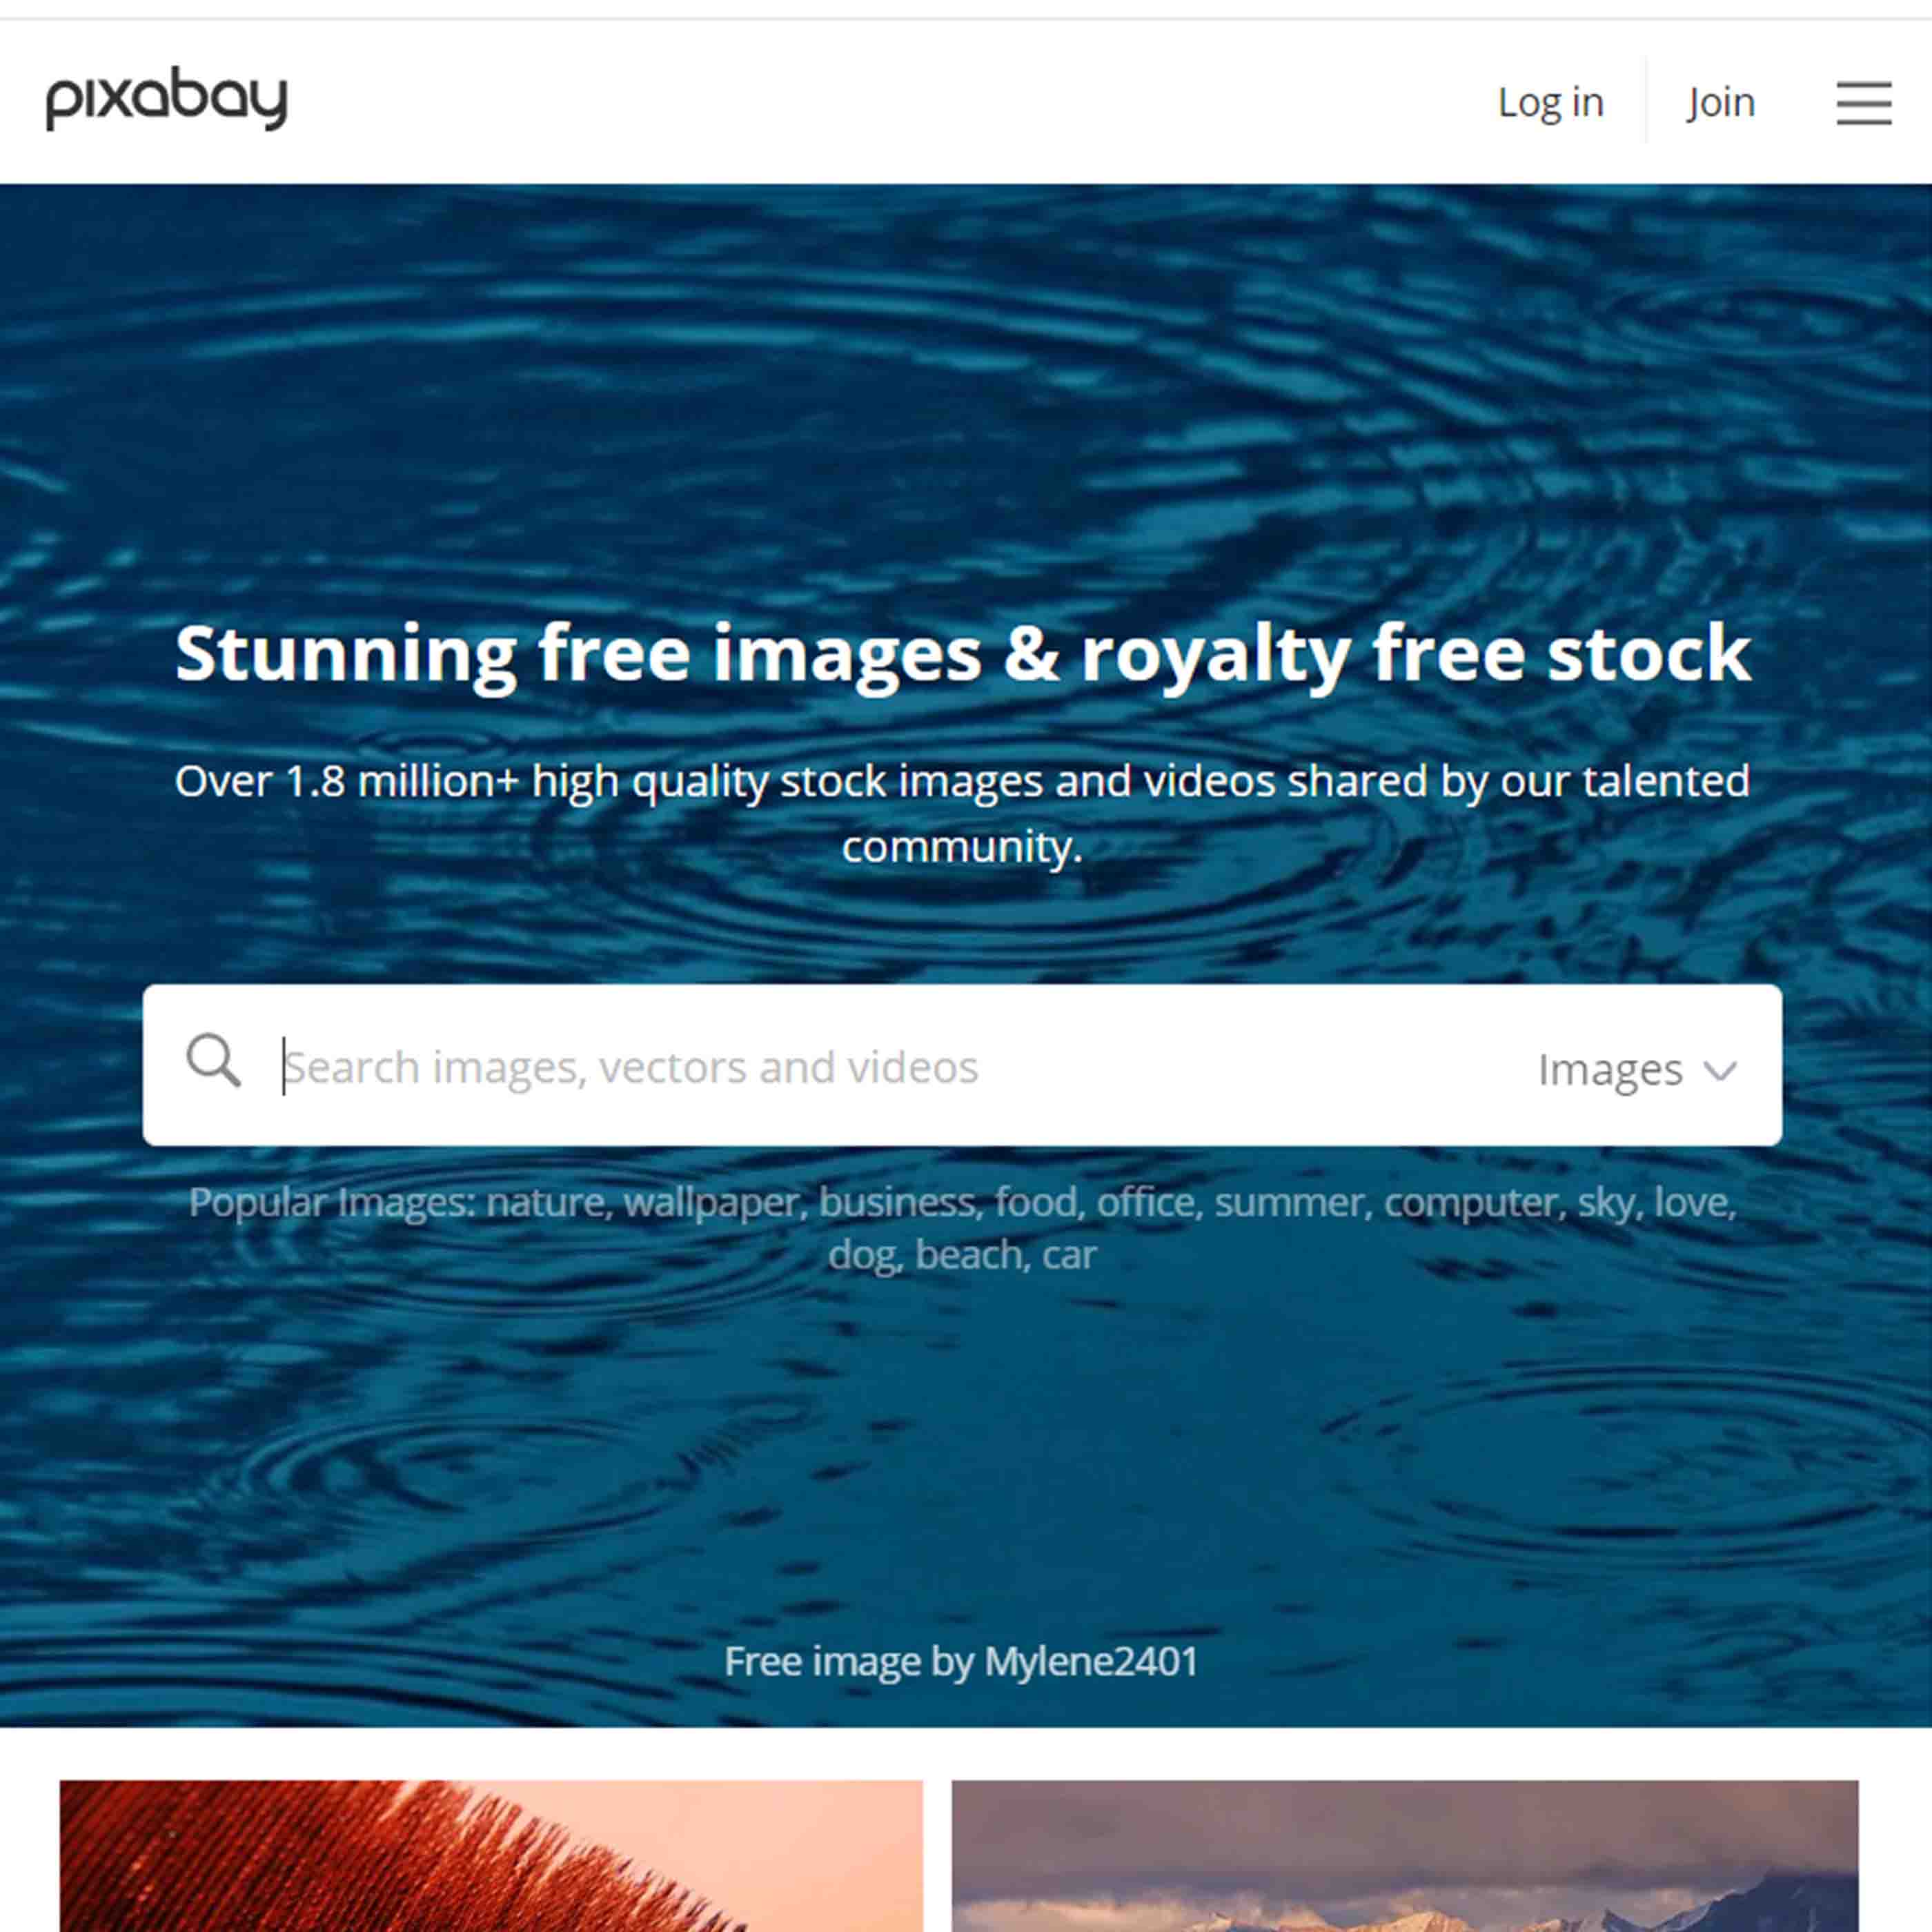 pixabay
Log in
Join
Stunning free images & royalty free stock
Over 1.8 million+ high quality stock images and videos shared by our talented
community.
Search images, vectors and videos
Images
Popular Images: nature, wallpaper, business, food, office, summer, computer, sky, love,
dog, beach, car
Free image by Mylene2401